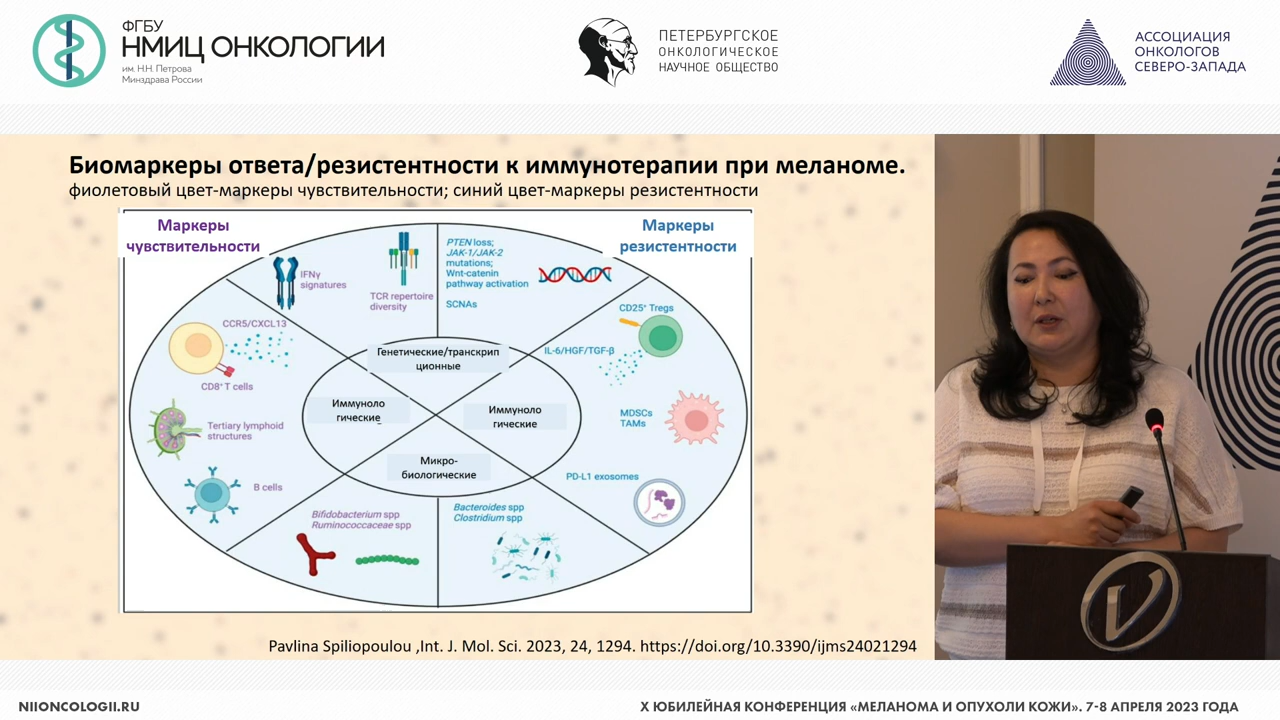 ФГБУ
НМИЦ ОНКОЛОГИИ
им. Н.Н. Петрова
Минздрава России
ПЕТЕРБУРГСКОЕ
ОНКОЛОГИЧЕСКОЕ
НАУЧНОЕ ОБЩЕСТВО
АССОЦИАЦИЯ
ОНКОЛОГОВ
СЕВЕРО-ЗАПАДА
Биомаркеры ответа/резистентности к иммунотерапии при меланоме.
фиолетовый цвет-маркеры чувствительности; синий цвет-маркеры резистентности
Маркеры
чувствительности
Маркеры
резистентности
IFNγ
signatures
TCR repertoire
diversity
PTEN loss;
JAK-1/JAK-2
mutations;
Wnt-catenin
pathway activation
SCNAs
CCR5/CXCL13
CD8+ T cells
Tertiary lymphoid
structures
B cells
CD25+ Tregs
IL-6/HGF/TGF-β
MDSCs
TAMs
PD-L1 exosomes
Генетические/транскрип
ционные
Иммуноло
гические
Иммуноло
гические
Микро-
биологические
Bifidobacterium spp
Ruminococcaceae spp
Bacteroides spp
Clostridium spp
Pavlina Spiliopoulou ,Int. J. Mol. Sci. 2023, 24, 1294. https://doi.org/10.3390/ijms24021294
NIIONCOLOGII.RU
X ЮБИЛЕЙНАЯ КОНФЕРЕНЦИЯ «МЕЛАНОМА И ОПУХОЛИ КОЖИ». 7-8 АПРЕЛЯ 2023 ГОДА